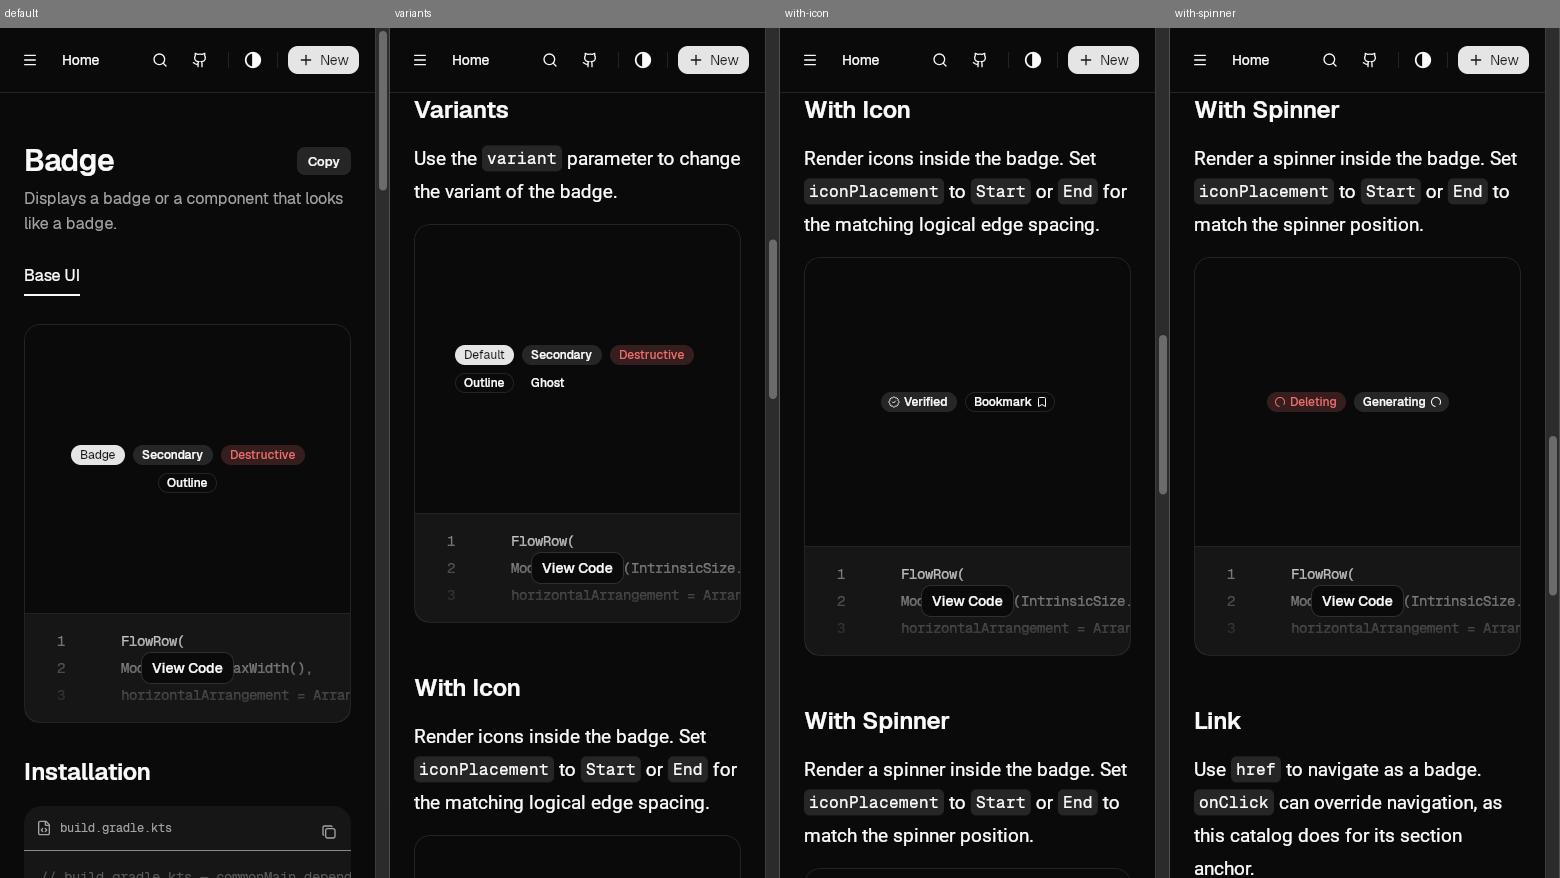 default
Home
New
Badge
Copy
Displays a badge or a component that looks
like a badge.
Base UI
Badge Secondary Destructive
Outline
1 FlowRow(
2 Moc View Code axWidth(),
3 horizontalArrangement = Arran
Installation
build.gradle.kts
// build.gradle.kts — commonMain depend
variants
Home
New
Variants
Use the variant parameter to change
the variant of the badge.
Default Secondary Destructive
Outline Ghost
1 FlowRow(
2 Moc View Code (IntrinsicSize.
3 horizontalArrangement = Arran
With Icon
Render icons inside the badge. Set
iconPlacement to Start or End for
the matching logical edge spacing.
with-icon
Home
New
With Icon
Render icons inside the badge. Set
iconPlacement to Start or End for
the matching logical edge spacing.
Verified Bookmark
1 FlowRow(
2 Moc View Code (IntrinsicSize.
3 horizontalArrangement = Arran
With Spinner
Render a spinner inside the badge. Set
iconPlacement to Start or End to
match the spinner position.
with-spinner
Home
New
With Spinner
Render a spinner inside the badge. Set
iconPlacement to Start or End to
match the spinner position.
Deleting Generating
1 FlowRow(
2 Moc View Code (IntrinsicSize.
3 horizontalArrangement = Arran
Link
Use href to navigate as a badge.
onClick can override navigation, as
this catalog does for its section
anchor.